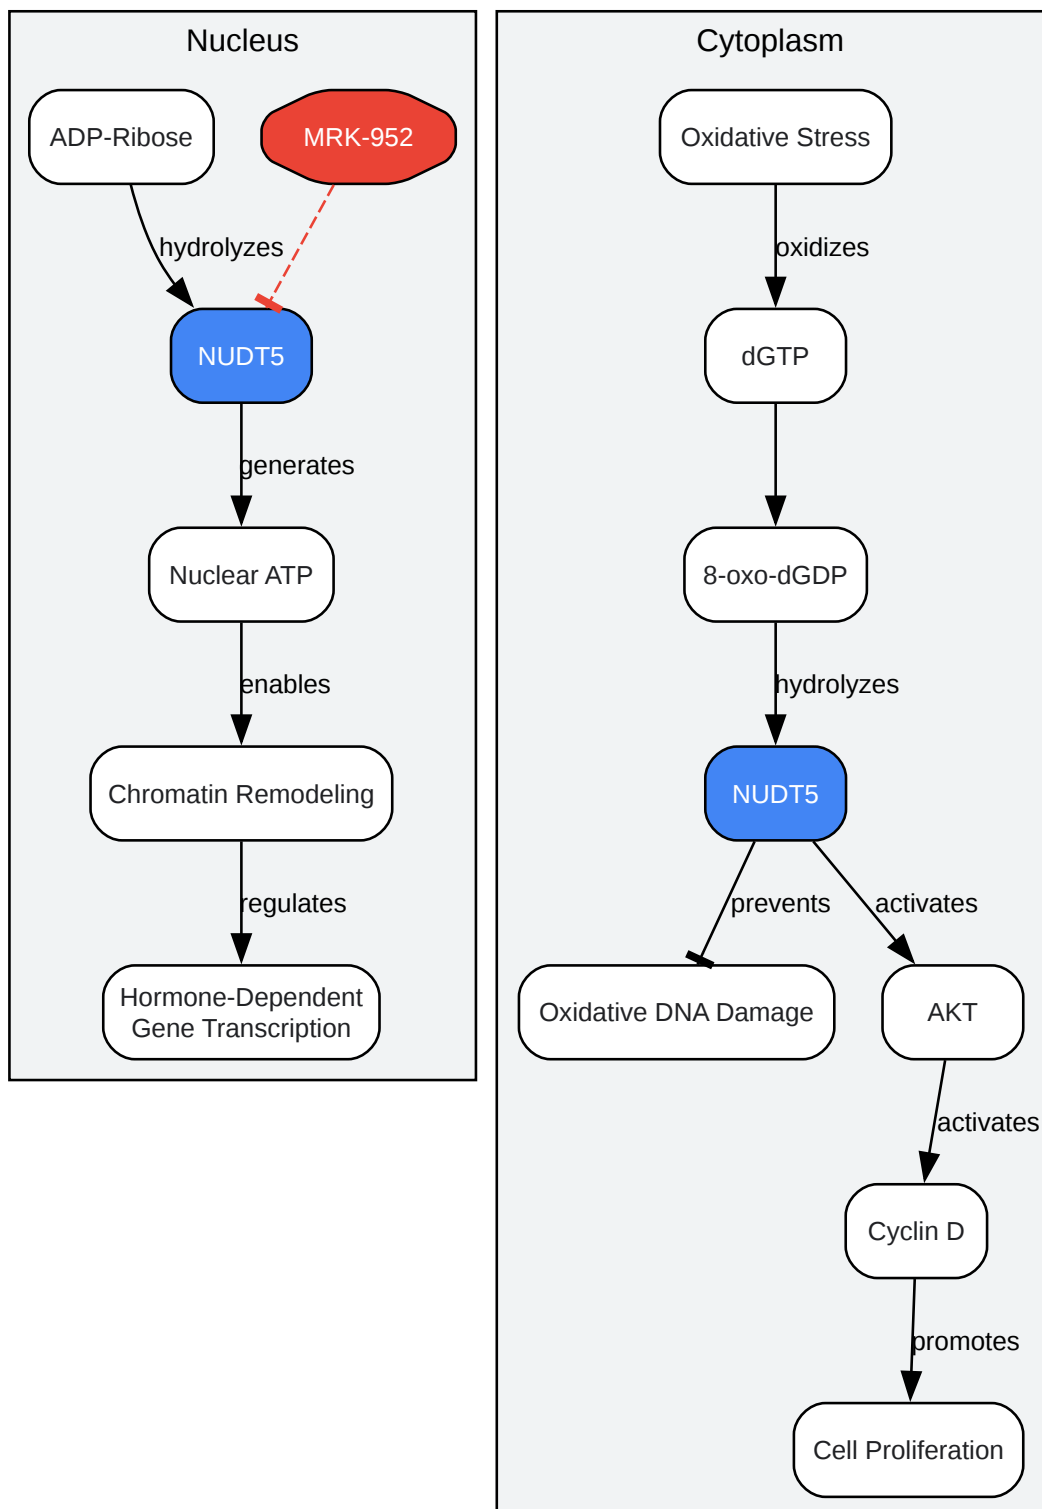 Nucleus
ADP-Ribose
MRK-952
hydrolyzes
NUDT5
generates
Nuclear ATP
enables
Chromatin Remodeling
regulates
Hormone-Dependent
Gene Transcription
Cytoplasm
Oxidative Stress
oxidizes
dGTP
8-oxo-dGDP
hydrolyzes
NUDT5
prevents
activates
Oxidative DNA Damage
AKT
activates
Cyclin D
promotes
Cell Proliferation